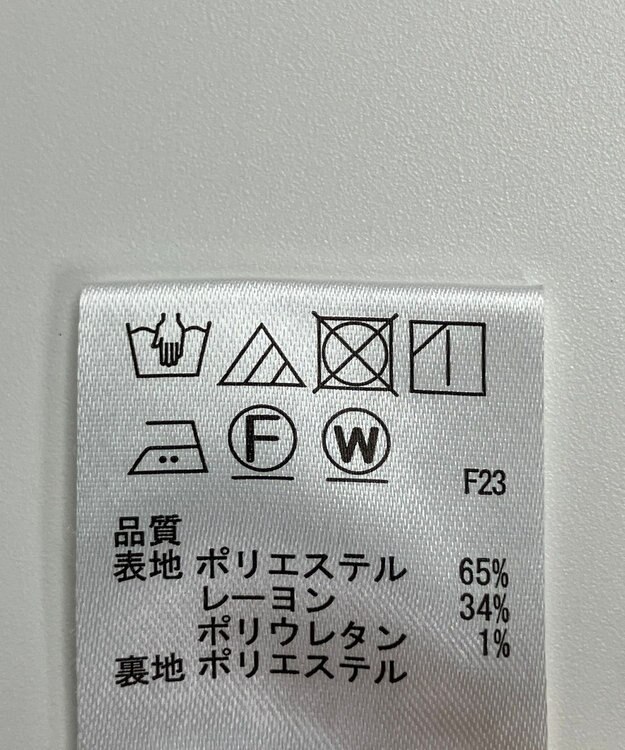 F W
F23
品質
表地 ポリエステル 65%
レーヨン 34%
ポリウレタン 1%
裏地 ポリエステル